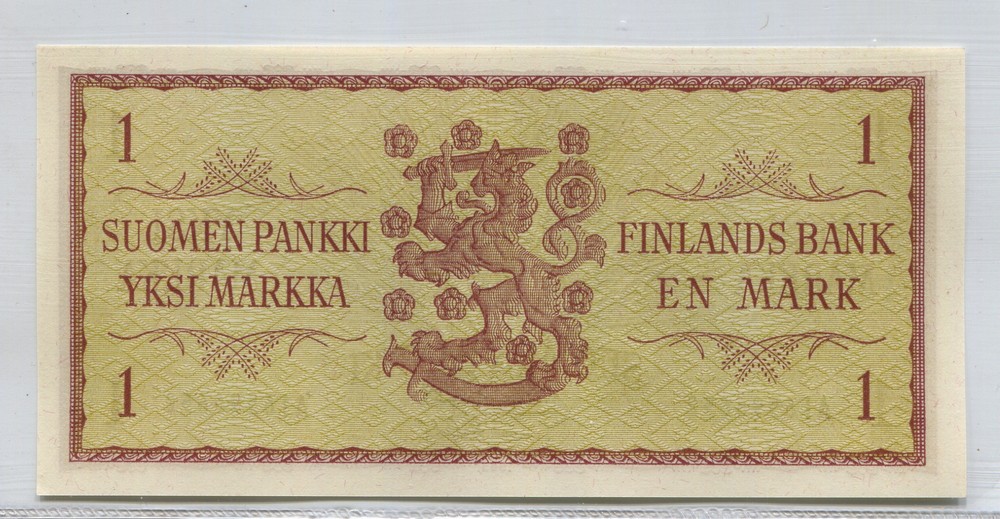 1
1
SUOMEN PANKKI
YKSI MARKKA
FINLANDS BANK
EN MARK
1
1